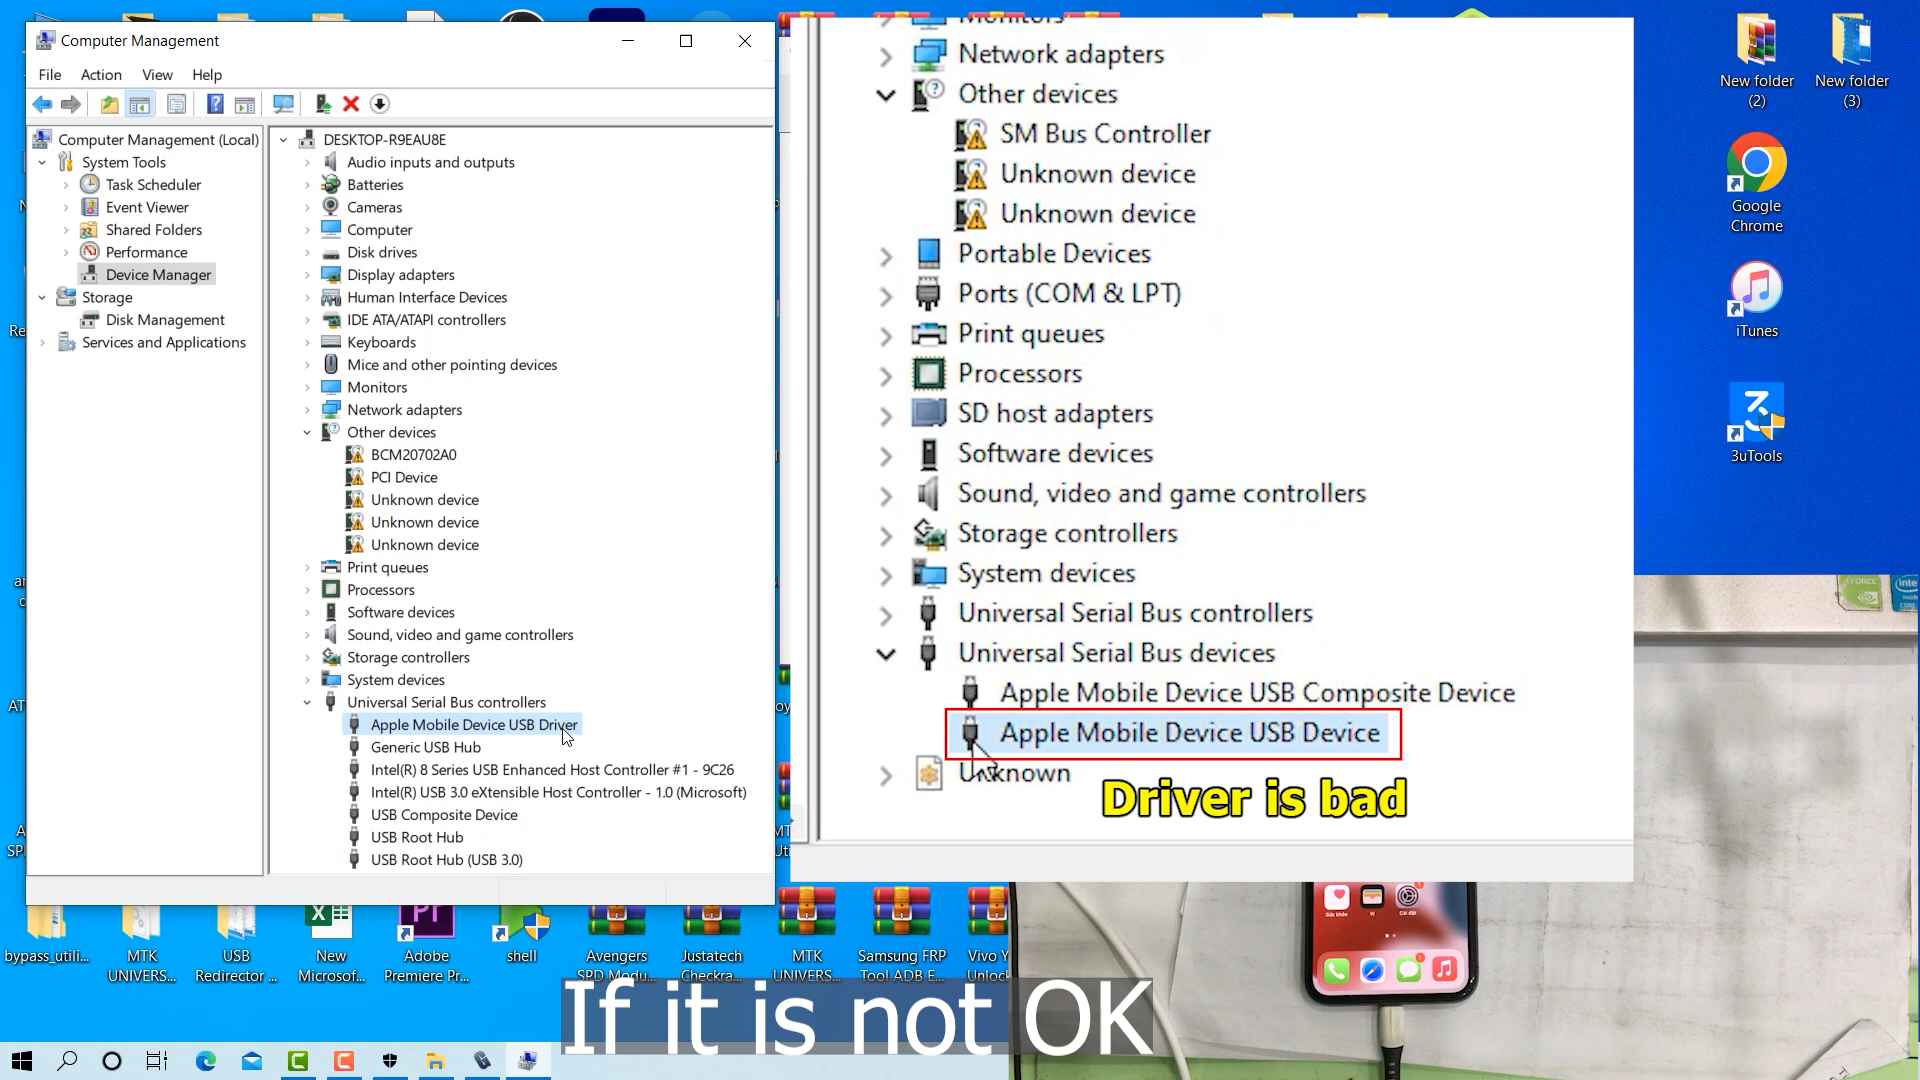 Computer Management
File Action View Help
Computer Management (Local)
System Tools
Task Scheduler
Event Viewer
Shared Folders
Performance
Device Manager
Storage
Disk Management
Services and Applications
DESKTOP-R9EAU8E
Audio inputs and outputs
Batteries
Cameras
Computer
Disk drives
Display adapters
Human Interface Devices
IDE ATA/ATAPI controllers
Keyboards
Mice and other pointing devices
Monitors
Network adapters
Other devices
BCM20702A0
PCI Device
Unknown device
Unknown device
Unknown device
Print queues
Processors
Software devices
Sound, video and game controllers
Storage controllers
System devices
Universal Serial Bus controllers
Apple Mobile Device USB Driver
Generic USB Hub
Intel(R) 8 Series USB Enhanced Host Controller #1 - 9C26
Intel(R) USB 3.0 eXtensible Host Controller - 1.0 (Microsoft)
USB Composite Device
USB Root Hub
USB Root Hub (USB 3.0)
Monitors
Network adapters
Other devices
SM Bus Controller
Unknown device
Unknown device
Portable Devices
Ports (COM & LPT)
Print queues
Processors
SD host adapters
Software devices
Sound, video and game controllers
Storage controllers
System devices
Universal Serial Bus controllers
Universal Serial Bus devices
Apple Mobile Device USB Composite Device
Apple Mobile Device USB Device
Unknown
Driver is bad
New folder
(2)
New folder
(3)
Google
Chrome
iTunes
3uTools
bypass_utili...
MTK
UNIVERS...
USB
Redirector ...
New
Microsof...
Adobe
Premiere Pr...
shell
Avengers
SPD Modu...
Justatech
Checkra...
MTK
UNIVERS...
Samsung FRP
Tool ADB E...
Vivo Y
Unlock
If it is not OK